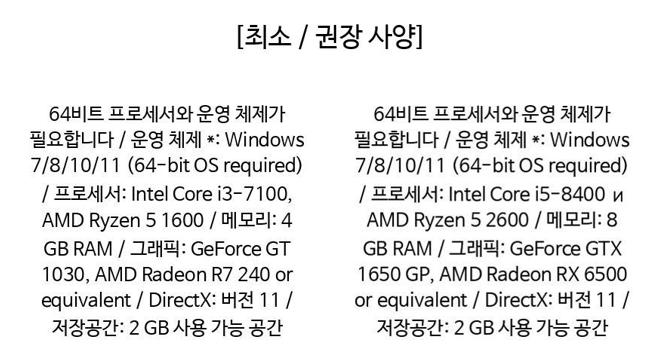 [최소 / 권장 사양]
64비트 프로세서와 운영 체제가
필요합니다 / 운영 체제 *: Windows
7/8/10/11 (64-bit OS required)
/ 프로세서: Intel Core i3-7100,
AMD Ryzen 5 1600 / 메모리: 4
GB RAM / 그래픽: GeForce GT
1030, AMD Radeon R7 240 or
equivalent / DirectX: 버전 11 /
저장공간: 2 GB 사용 가능 공간
64비트 프로세서와 운영 체제가
필요합니다 / 운영 체제 *: Windows
7/8/10/11 (64-bit OS required)
/ 프로세서: Intel Core i5-8400 и
AMD Ryzen 5 2600 / 메모리: 8
GB RAM / 그래픽: GeForce GTX
1650 GP, AMD Radeon RX 6500
or equivalent / DirectX: 버전 11 /
저장공간: 2 GB 사용 가능 공간